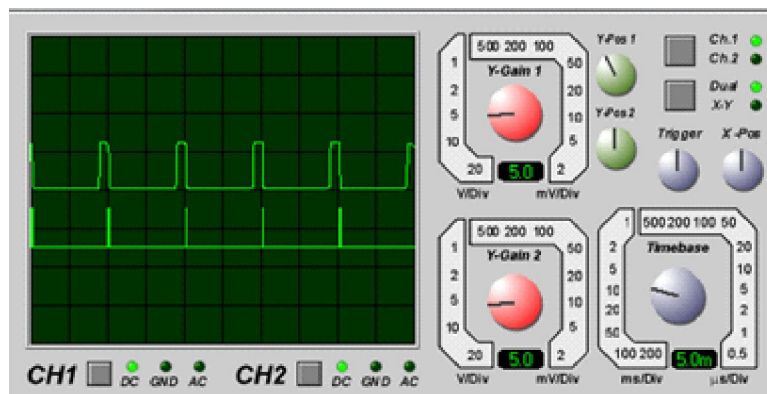 500 200 100
1
50
Y-Gain 1
2
20
5
10
10
5
20
5.0
2
V/Div
mV/Div
Y-Pos 1
Ch.1
Ch.2
Dual
X-Y
Y-Pos2
Trigger
X-Pos
500 200 100
1
50
Y-Gain 2
2
20
5
10
10
5
20
5.0
2
V/Div
mV/Div
1
500 200 100 50
2
Timebase
20
5
10
10
5
20
2
50
1
100 200
5.0m
0.5
ms/Div
µs/Div
CH1
DC
GND
AC
CH2
DC
GND
AC